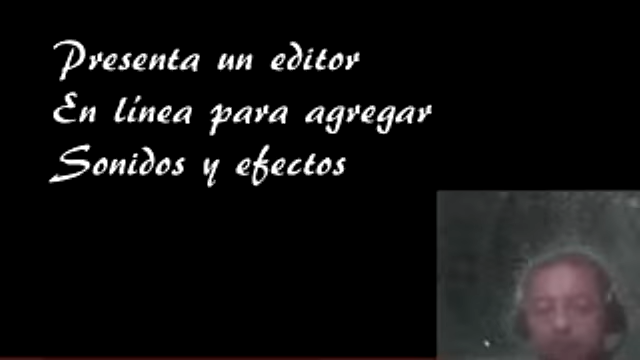 Presenta un editor
En línea para agregar
Sonidos y efectos